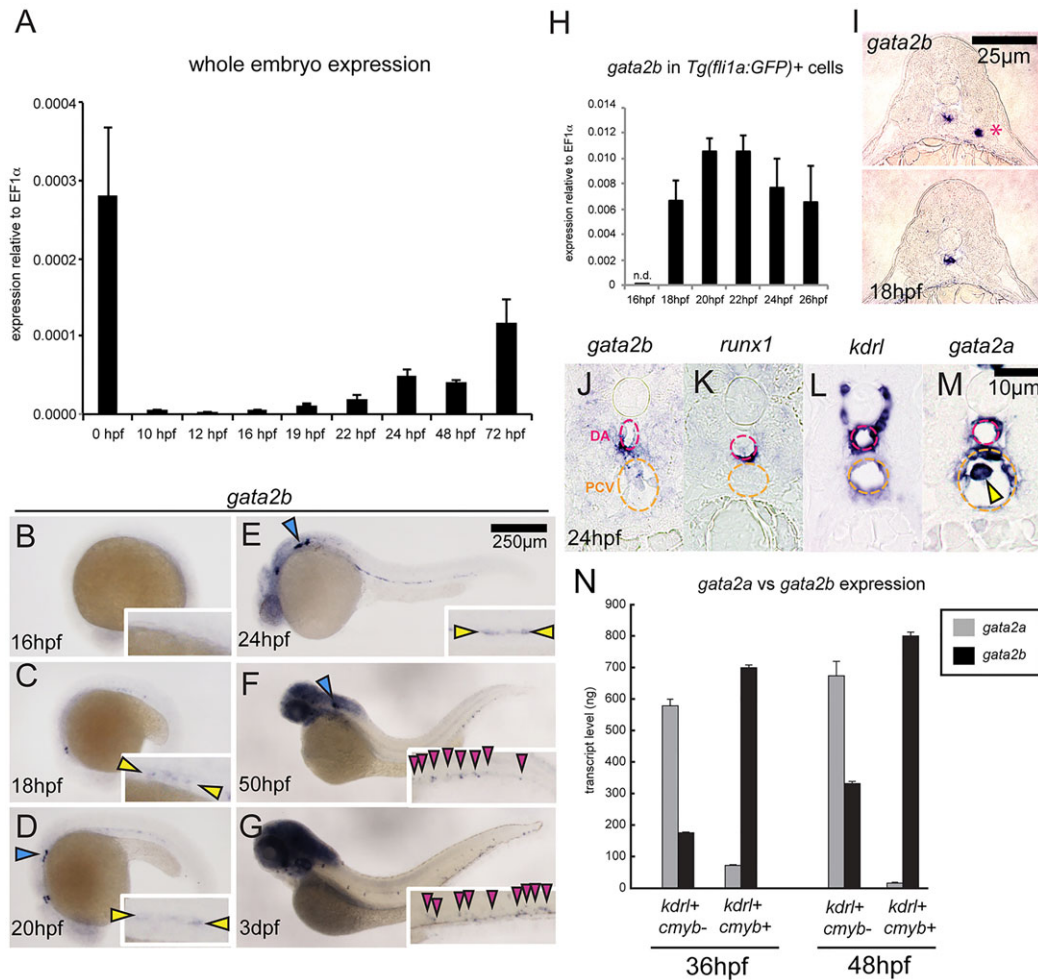 A
whole embryo expression
expression relative to EF1α
0.0004
0.0003
0.0002
0.0001
0.0000
0 hpf 10 hpf 12 hpf 16 hpf 19 hpf 22 hpf 24 hpf 48 hpf 72 hpf
H
gata2b in Tg(fli1a:GFP)+ cells
expression relative to EF1α
0.014
0.012
0.010
0.008
0.006
0.004
0.002
0
n.d.
16hpf 18hpf 20hpf 22hpf 24hpf 26hpf
I
gata2b
25µm
*
18hpf
gata2b
B
16hpf
C
18hpf
D
20hpf
E
250µm
24hpf
F
50hpf
G
3dpf
gata2b runx1 kdrl gata2a
J
DA
PCV
24hpf
K
L
M
10µm
N
gata2a vs gata2b expression
gata2a
gata2b
transcript level (ng)
900
800
700
600
500
400
300
200
100
0
kdrl+ kdrl+ kdrl+ kdrl+
cmyb- cmyb+ cmyb- cmyb+
36hpf 48hpf